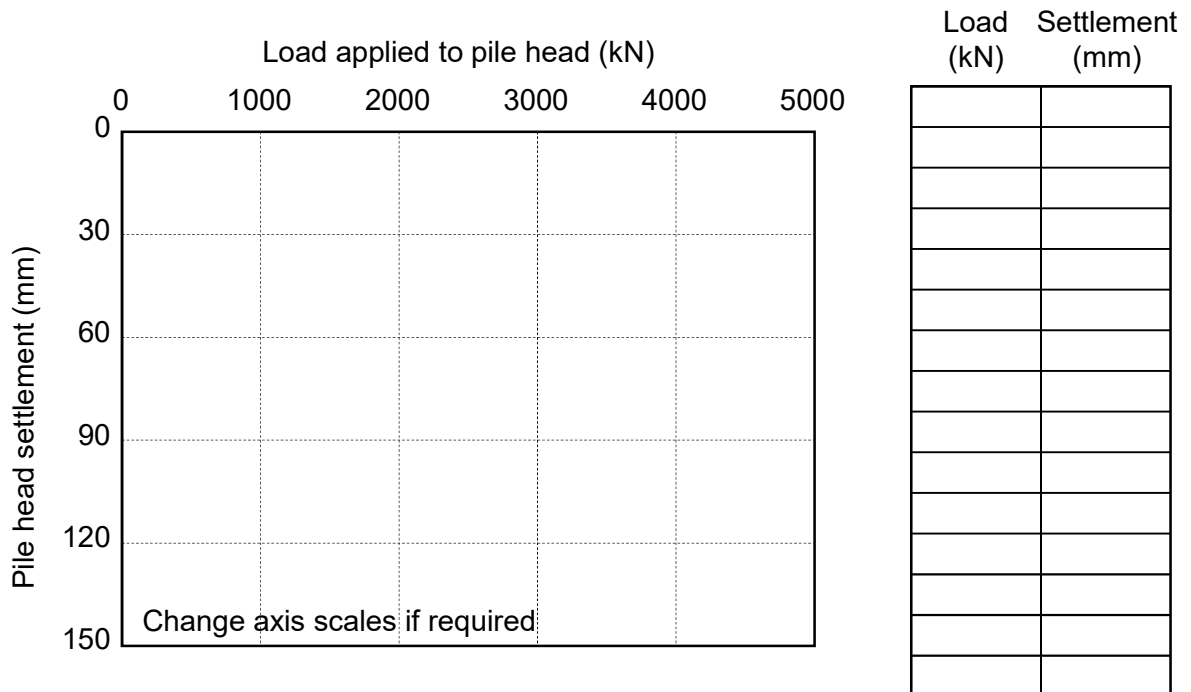 Load applied to pile head (kN)
0 1000 2000 3000 4000 5000
0
30
60
90
120
150
Pile head settlement (mm)
Change axis scales if required
Load Settlement
(kN) (mm)